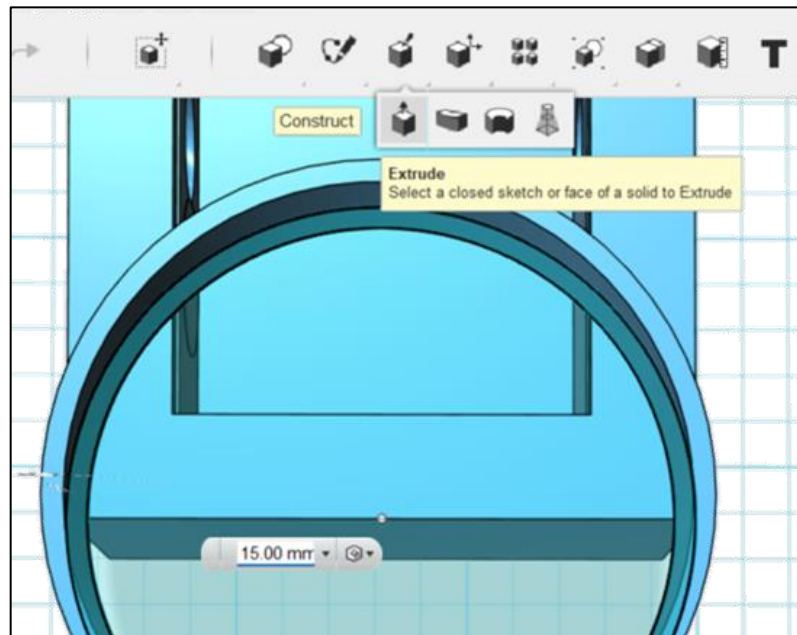 T
Construct
Extrude
Select a closed sketch or face of a solid to Extrude
15.00 mm